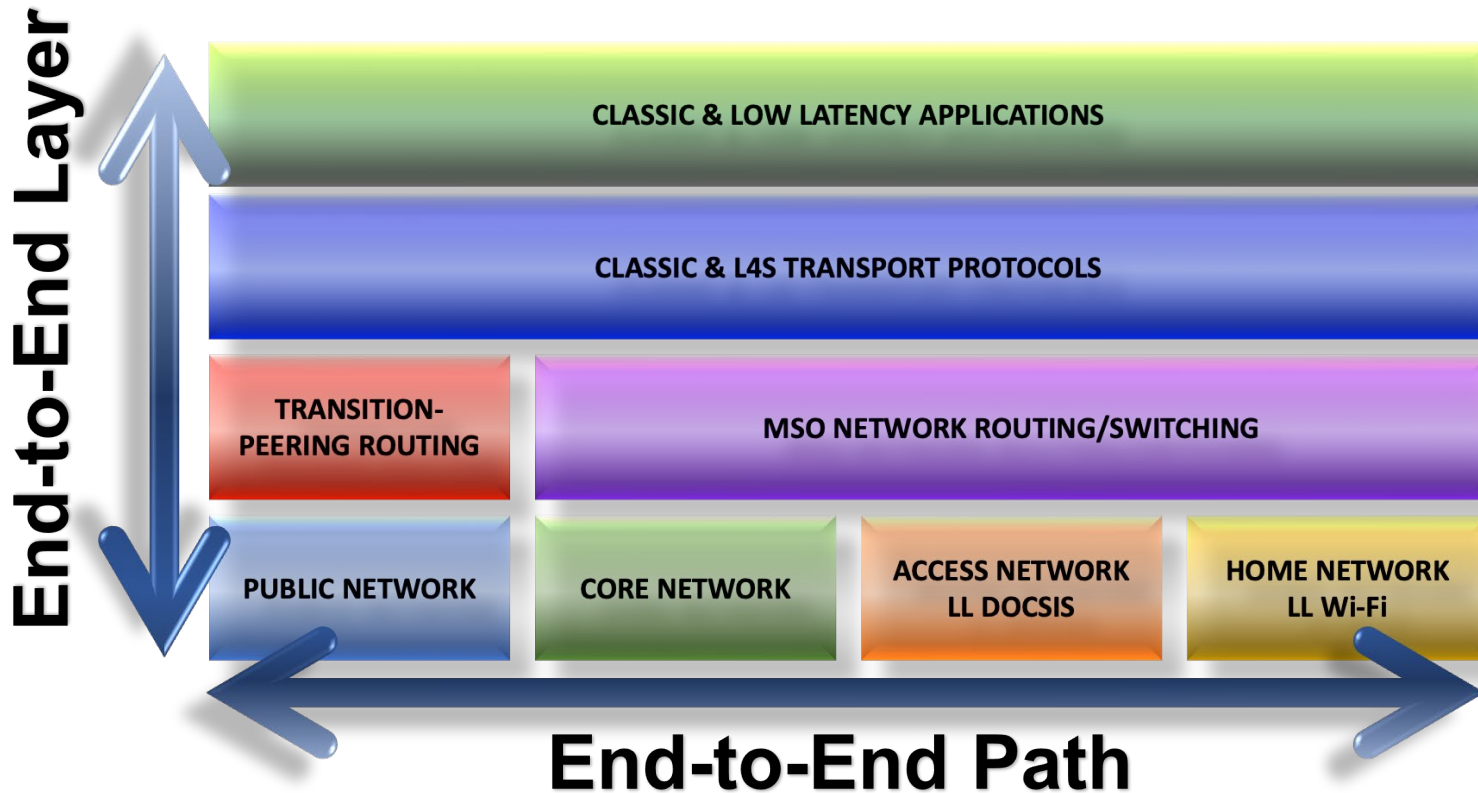 End-to-End Layer
CLASSIC & LOW LATENCY APPLICATIONS
CLASSIC & L4S TRANSPORT PROTOCOLS
TRANSITION-
PEERING ROUTING
MSO NETWORK ROUTING/SWITCHING
PUBLIC NETWORK
CORE NETWORK
ACCESS NETWORK
LL DOCSIS
HOME NETWORK
LL Wi-Fi
End-to-End Path